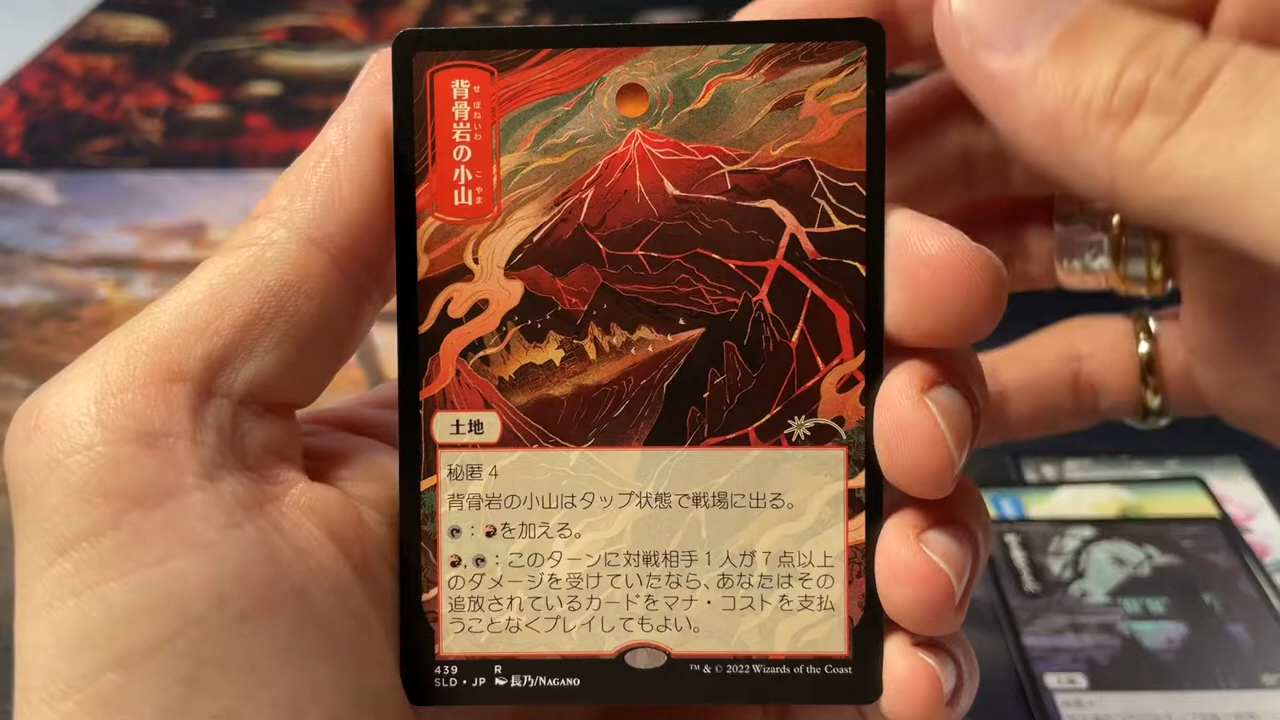 背骨岩の小山
せ ぼねいわ こ やま
土地
秘匿 4
背骨岩の小山はタップ状態で戦場に出る。
：を加える。
,：このターンに対戦相手１人が７点以上
のダメージを受けていたなら、あなたはその
追放されているカードをマナ・コストを支払
うことなくプレイしてもよい。
439 R
SLD • JP 長乃/NAGANO
™ & © 2022 Wizards of the Coast